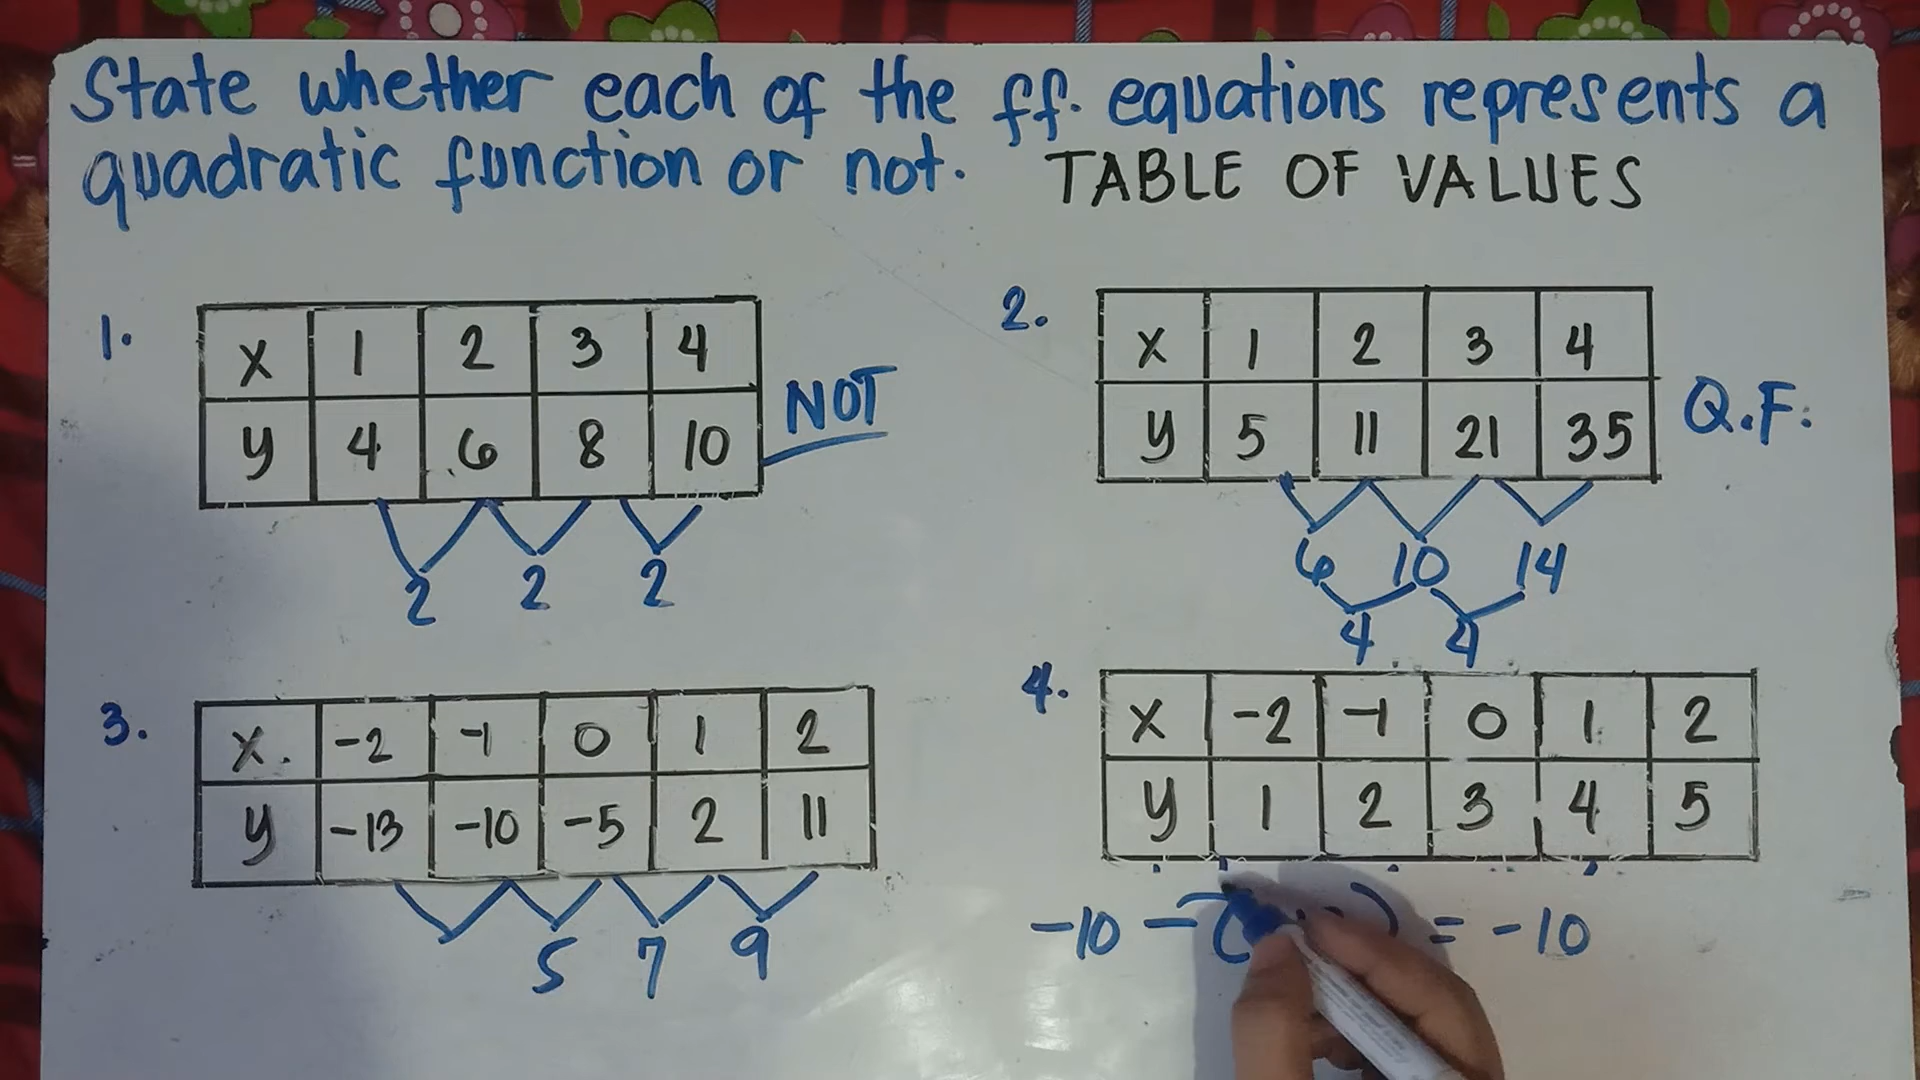 State whether each of the ff. equations represents a
quadratic function or not. TABLE OF VALUES
1.
x 1 2 3 4
y 4 6 8 10
NOT
2 2 2
2.
x 1 2 3 4
y 5 11 21 35
Q.F.
6 10 14
4 4
3.
x -2 -1 0 1 2
y -13 -10 -5 2 11
5 7 9
4.
x -2 -1 0 1 2
y 1 2 3 4 5
-10 - ( ) = -10